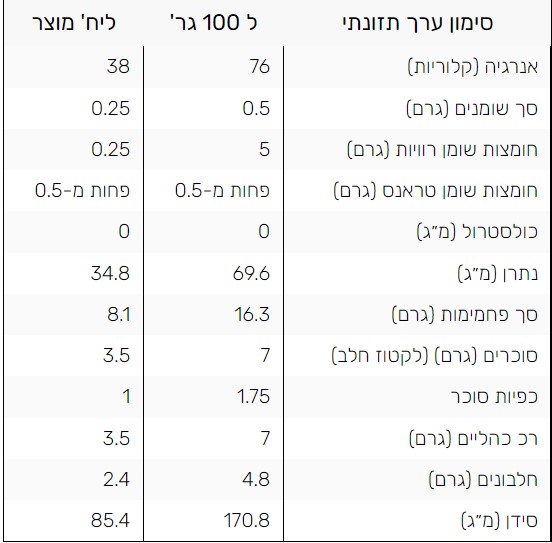 סימון ערך תזונתי ל 100 גר' ליח' מוצר
אנרגיה (קלוריות) 76 38
סך שומנים (גרם) 0.5 0.25
חומצות שומן רוויות (גרם) 5 0.25
חומצות שומן טראנס (גרם) פחות מ-0.5 פחות מ-0.5
כולסטרול (מ״ג) 0 0
נתרן (מ״ג) 69.6 34.8
סך פחמימות (גרם) 16.3 8.1
סוכרים (גרם) (לקטוז חלב) 7 3.5
כפיות סוכר 1.75 1
רכ כהליים (גרם) 7 3.5
חלבונים (גרם) 4.8 2.4
סידן (מ״ג) 170.8 85.4